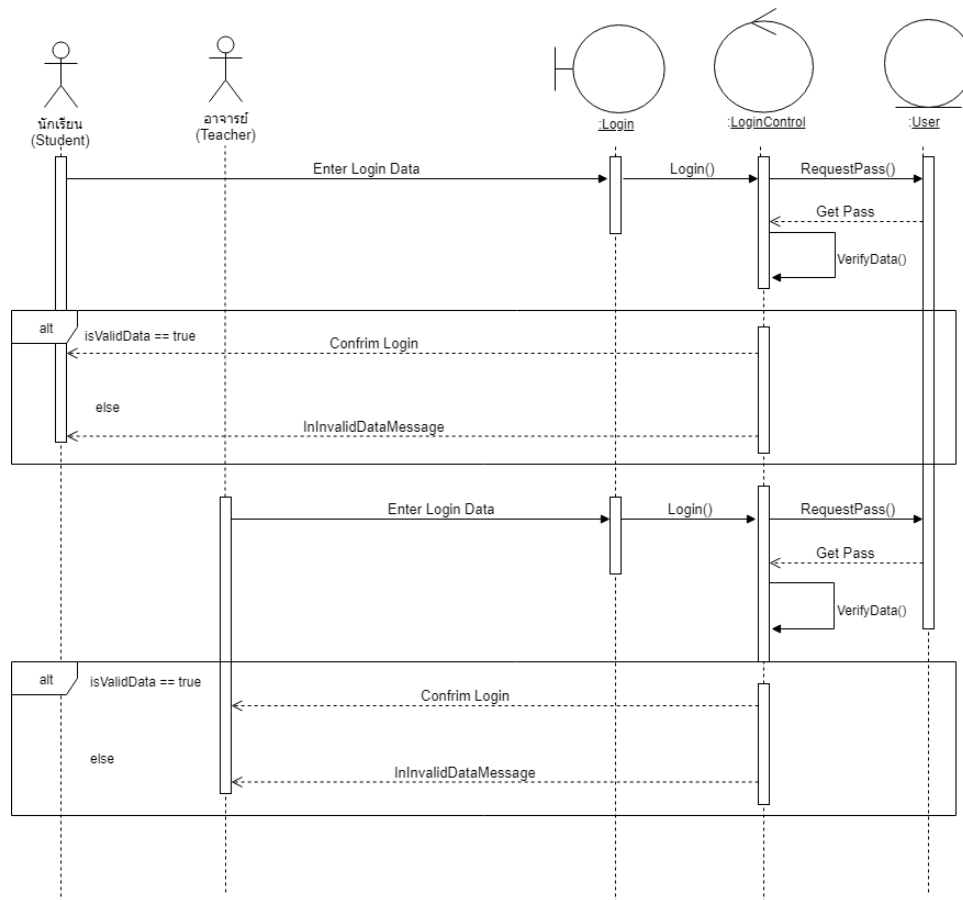 นักเรียน
(Student)
อาจารย์
(Teacher)
:Login
:LoginControl
:User
Enter Login Data
Login()
RequestPass()
Get Pass
VerifyData()
alt
isValidData == true
Confrim Login
else
InInvalidDataMessage
Enter Login Data
Login()
RequestPass()
Get Pass
VerifyData()
alt
isValidData == true
Confrim Login
else
InInvalidDataMessage